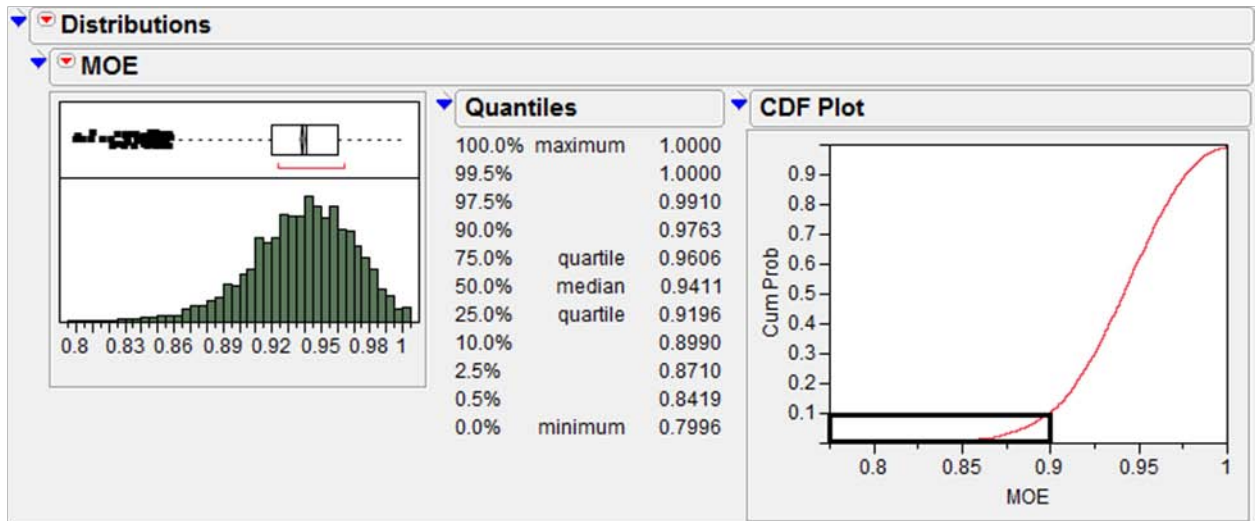 Distributions
MOE
0.8 0.83 0.86 0.89 0.92 0.95 0.98 1
Quantiles
100.0% maximum 1.0000
99.5% 1.0000
97.5% 0.9910
90.0% 0.9763
75.0% quartile 0.9606
50.0% median 0.9411
25.0% quartile 0.9196
10.0% 0.8990
2.5% 0.8710
0.5% 0.8419
0.0% minimum 0.7996
CDF Plot
Cum Prob
0.9
0.8
0.7
0.6
0.5
0.4
0.3
0.2
0.1
0.8 0.85 0.9 0.95 1
MOE